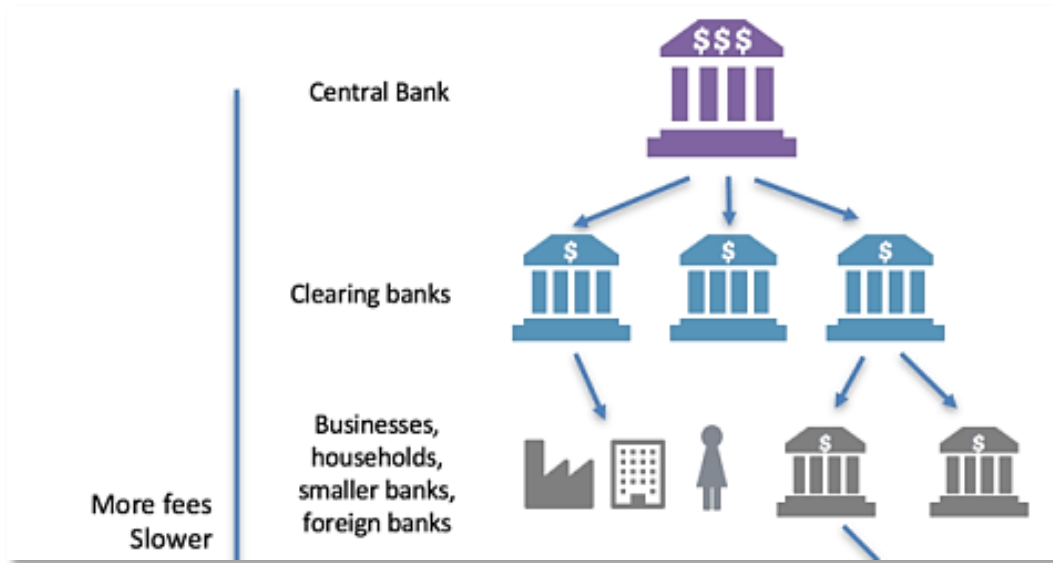 $$$
Central Bank
$ $ $
Clearing banks
Businesses,
households,
smaller banks,
foreign banks
$ $
More fees
Slower